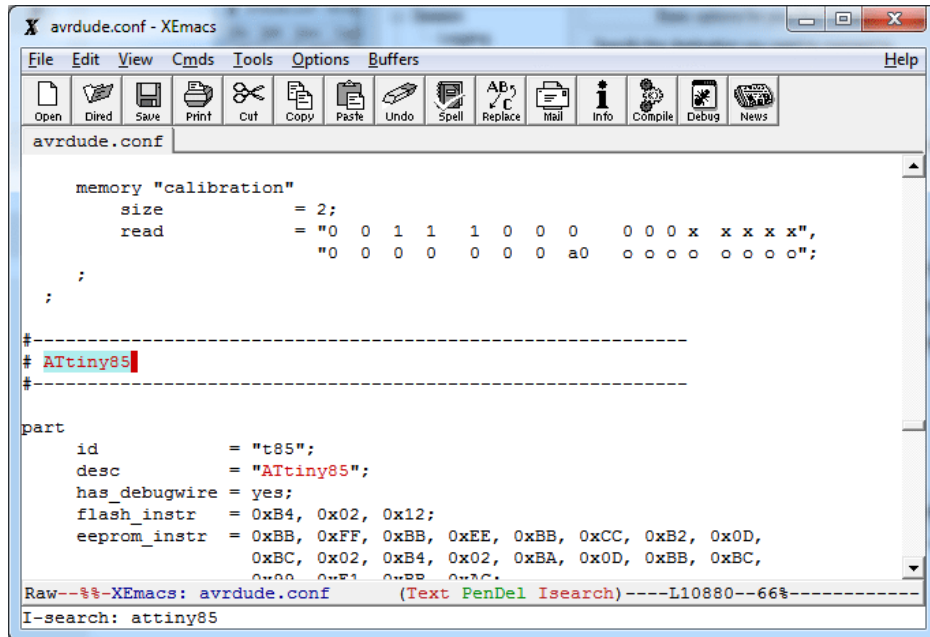 avrdude.conf - XEmacs
File Edit View Cmds Tools Options Buffers Help
Open Dired Save Print Cut Copy Paste Undo Spell Replace Mail Info Compile Debug News
avrdude.conf
memory "calibration"
size = 2;
read = "0 0 1 1 1 0 0 0 0 0 0 x x x x x",
"0 0 0 0 0 0 0 a0 o o o o o o o o";
;
;
#------------------------------------------------------------
# ATtiny85
#------------------------------------------------------------
part
id = "t85";
desc = "ATtiny85";
has_debugwire = yes;
flash_instr = 0xB4, 0x02, 0x12;
eeprom_instr = 0xBB, 0xFF, 0xBB, 0xEE, 0xBB, 0xCC, 0xB2, 0x0D,
0xBC, 0x02, 0xB4, 0x02, 0xBA, 0x0D, 0xBB, 0xBC,
0x99, 0xE1, 0xBB, 0xAC;
Raw--%%-XEmacs: avrdude.conf (Text PenDel Isearch)----L10880--66%------------
I-search: attiny85